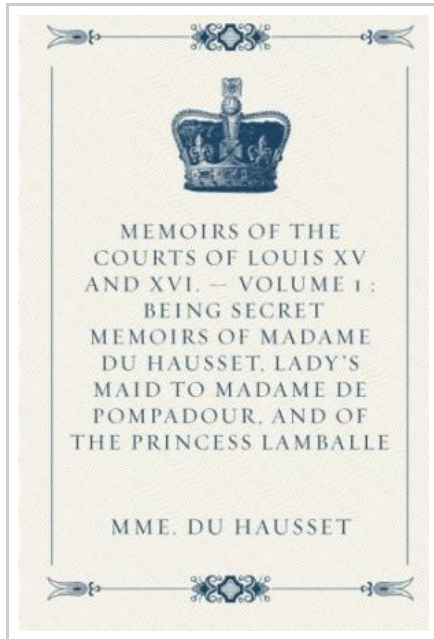 MEMOIRS OF THE
COURTS OF LOUIS XV
AND XVI. — VOLUME 1 :
BEING SECRET
MEMOIRS OF MADAME
DU HAUSSET, LADY'S
MAID TO MADAME DE
POMPADOUR, AND OF
THE PRINCESS LAMBALLE
MME. DU HAUSSET